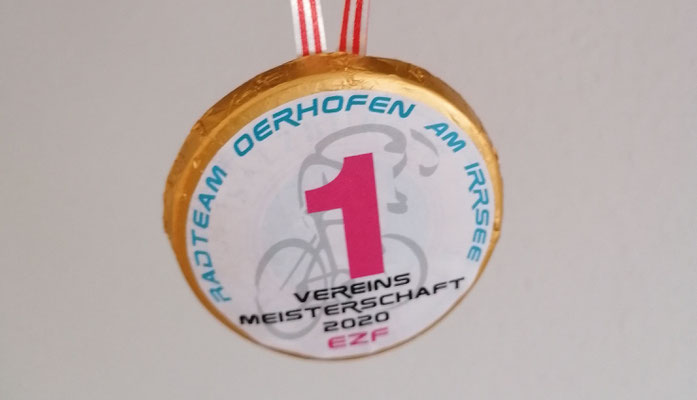 RADTEAM OERHOFEN AM IRRSEE
1
VEREINS
MEISTERSCHAFT
2020
EZF